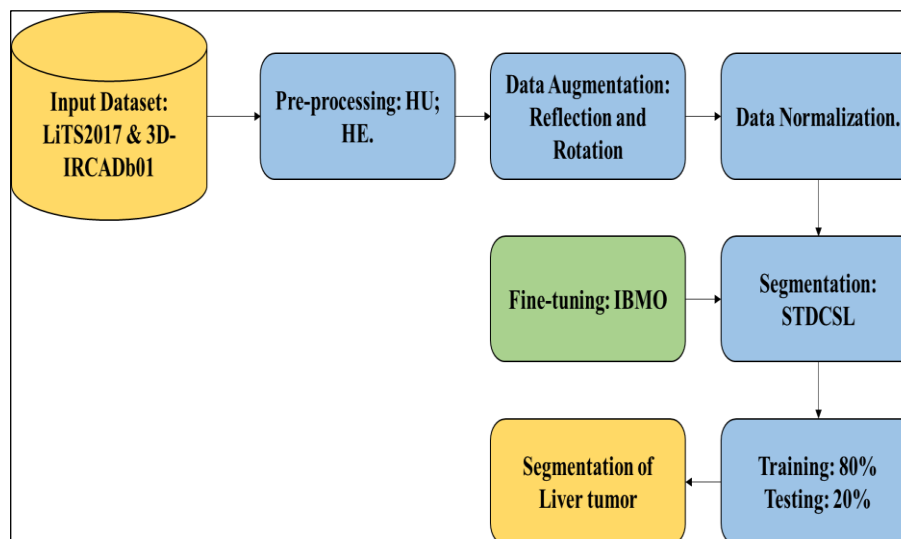 Input Dataset:
LiTS2017 & 3D-
IRCADb01
Pre-processing: HU;
HE.
Data Augmentation:
Reflection and
Rotation
Data Normalization.
Fine-tuning: IBMO
Segmentation:
STDCSL
Segmentation of
Liver tumor
Training: 80%
Testing: 20%